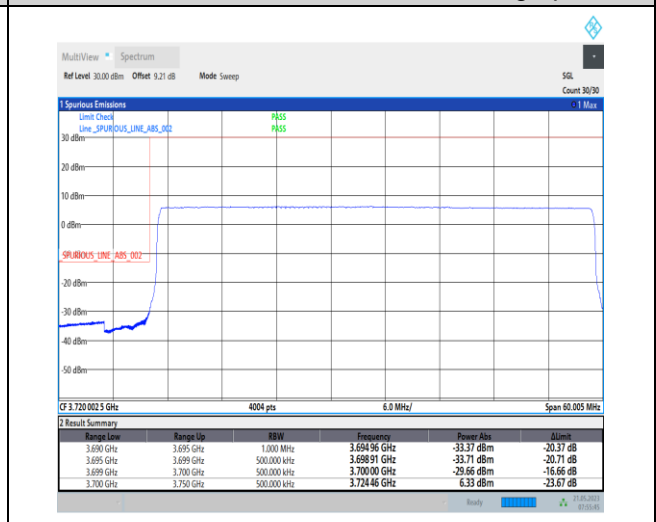 MultiView Spectrum
Ref Level 30.00 dBm Offset 9.21 dB Mode Sweep SGL
Count 30/30
1 Spurious Emissions 1 Max
Limit Check PASS
Line _SPURIOUS_LINE_ABS_002 PASS
30 dBm
20 dBm
10 dBm
0 dBm
_SPURIOUS_LINE_ABS_002
-20 dBm
-30 dBm
-40 dBm
-50 dBm
CF 3.720 002 5 GHz 4004 pts 6.0 MHz/ Span 60.005 MHz
2 Result Summary
Range Low Range Up RBW Frequency Power Abs ΔLimit
3.690 GHz 3.695 GHz 1.000 MHz 3.694 96 GHz -33.37 dBm -20.37 dB
3.695 GHz 3.699 GHz 500.000 kHz 3.698 91 GHz -33.71 dBm -20.71 dB
3.699 GHz 3.700 GHz 500.000 kHz 3.700 00 GHz -29.66 dBm -16.66 dB
3.700 GHz 3.750 GHz 500.000 kHz 3.724 46 GHz 6.33 dBm -23.67 dB
Ready 21.05.2023
07:55:45